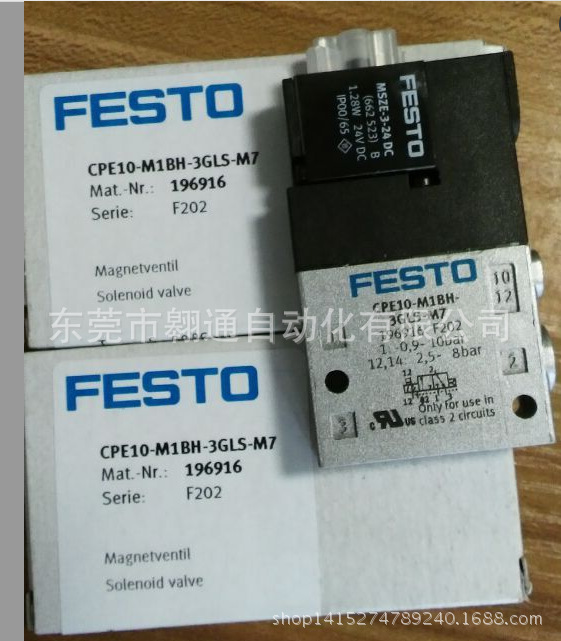 FESTO
CPE10-M1BH-3GLS-M7
Mat.-Nr.: 196916
Serie: F202
Magnetventil
Solenoid valve
FESTO
MSZE-3-24 DC
(662 523) B
1.28W 24V DC
IP00/65
FESTO
CPE10-M1BH-
-3GLS-M7
196916 F202
1: -0,9- 10bar
12,14: 2,5- 8bar
10
12
2
3
12 2
Only for use in
class 2 circuits
c US
东莞市翱通自动化有限公司
FESTO
CPE10-M1BH-3GLS-M7
Mat.-Nr.: 196916
Serie: F202
Magnetventil
Solenoid valve
shop1415274789240.1688.com